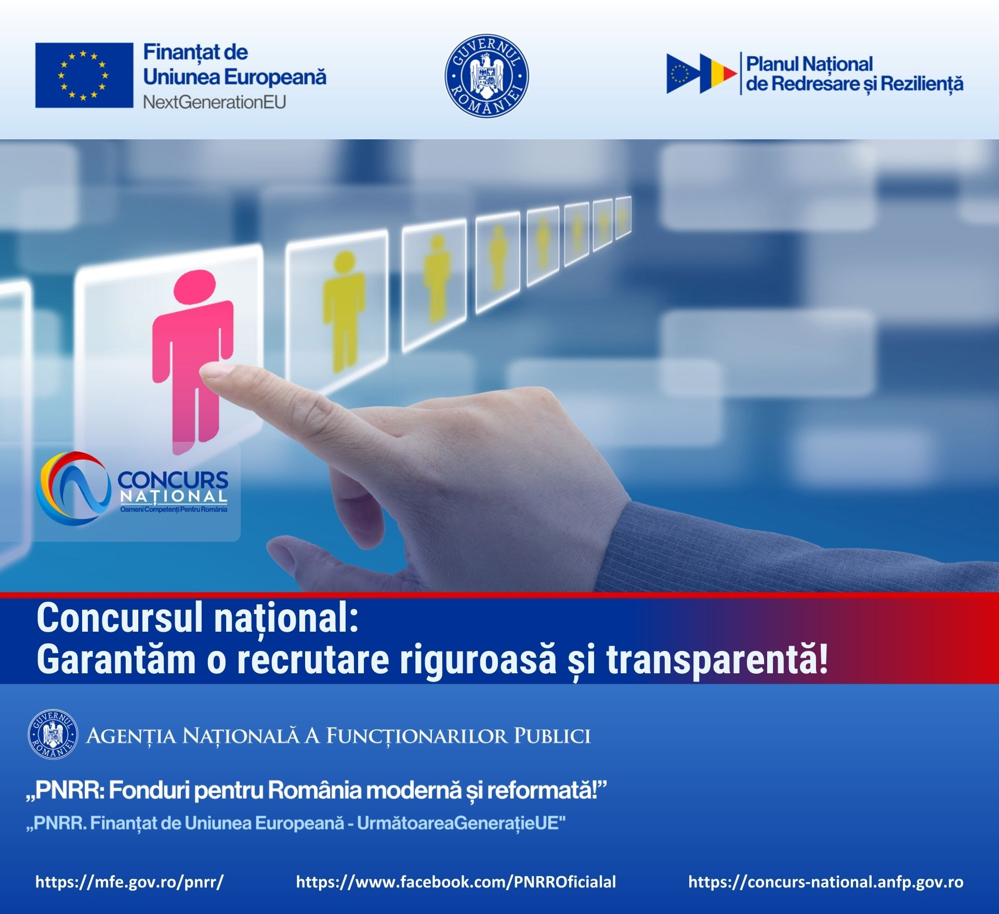 Finanțat de
Uniunea Europeană
NextGenerationEU
GUVERNUL ROMÂNIEI
Planul Național
de Redresare și Reziliență
CONCURS
NAȚIONAL
Oameni Competenți Pentru România
Concursul național:
Garantăm o recrutare riguroasă și transparentă!
GUVERNUL ROMÂNIEI
AGENȚIA NAȚIONALĂ A FUNCȚIONARILOR PUBLICI
„PNRR: Fonduri pentru România modernă și reformată!”
„PNRR. Finanțat de Uniunea Europeană - UrmătoareaGenerațieUE"
https://mfe.gov.ro/pnrr/
https://www.facebook.com/PNRROficialal
https://concurs-national.anfp.gov.ro